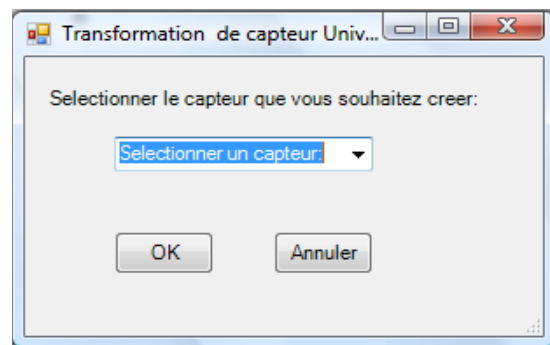 Transformation de capteur Univ...
Selectionner le capteur que vous souhaitez creer:
Selectionner un capteur:
OK Annuler